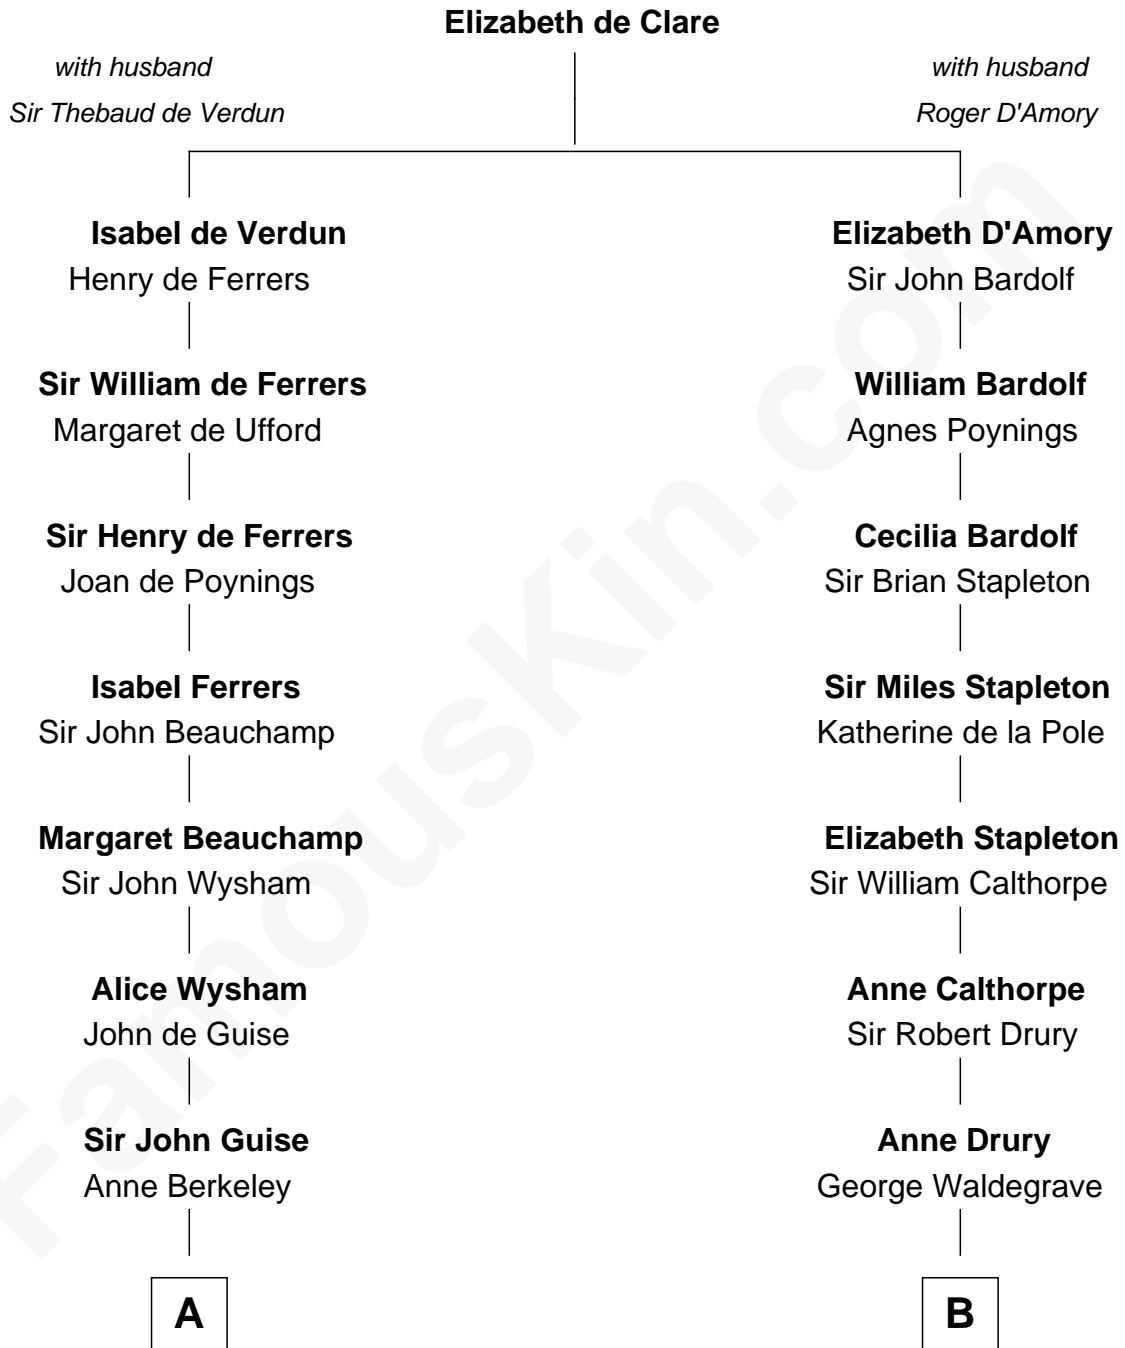 Elizabeth de Clare
with husband
Sir Thebaud de Verdun
with husband
Roger D'Amory
Isabel de Verdun
Henry de Ferrers
Elizabeth D'Amory
Sir John Bardolf
Sir William de Ferrers
Margaret de Ufford
William Bardolf
Agnes Poynings
Sir Henry de Ferrers
Joan de Poynings
Cecilia Bardolf
Sir Brian Stapleton
Isabel Ferrers
Sir John Beauchamp
Sir Miles Stapleton
Katherine de la Pole
Margaret Beauchamp
Sir John Wysham
Elizabeth Stapleton
Sir William Calthorpe
Alice Wysham
John de Guise
Anne Calthorpe
Sir Robert Drury
Sir John Guise
Anne Berkeley
Anne Drury
George Waldegrave
A
B
FamousKin.com